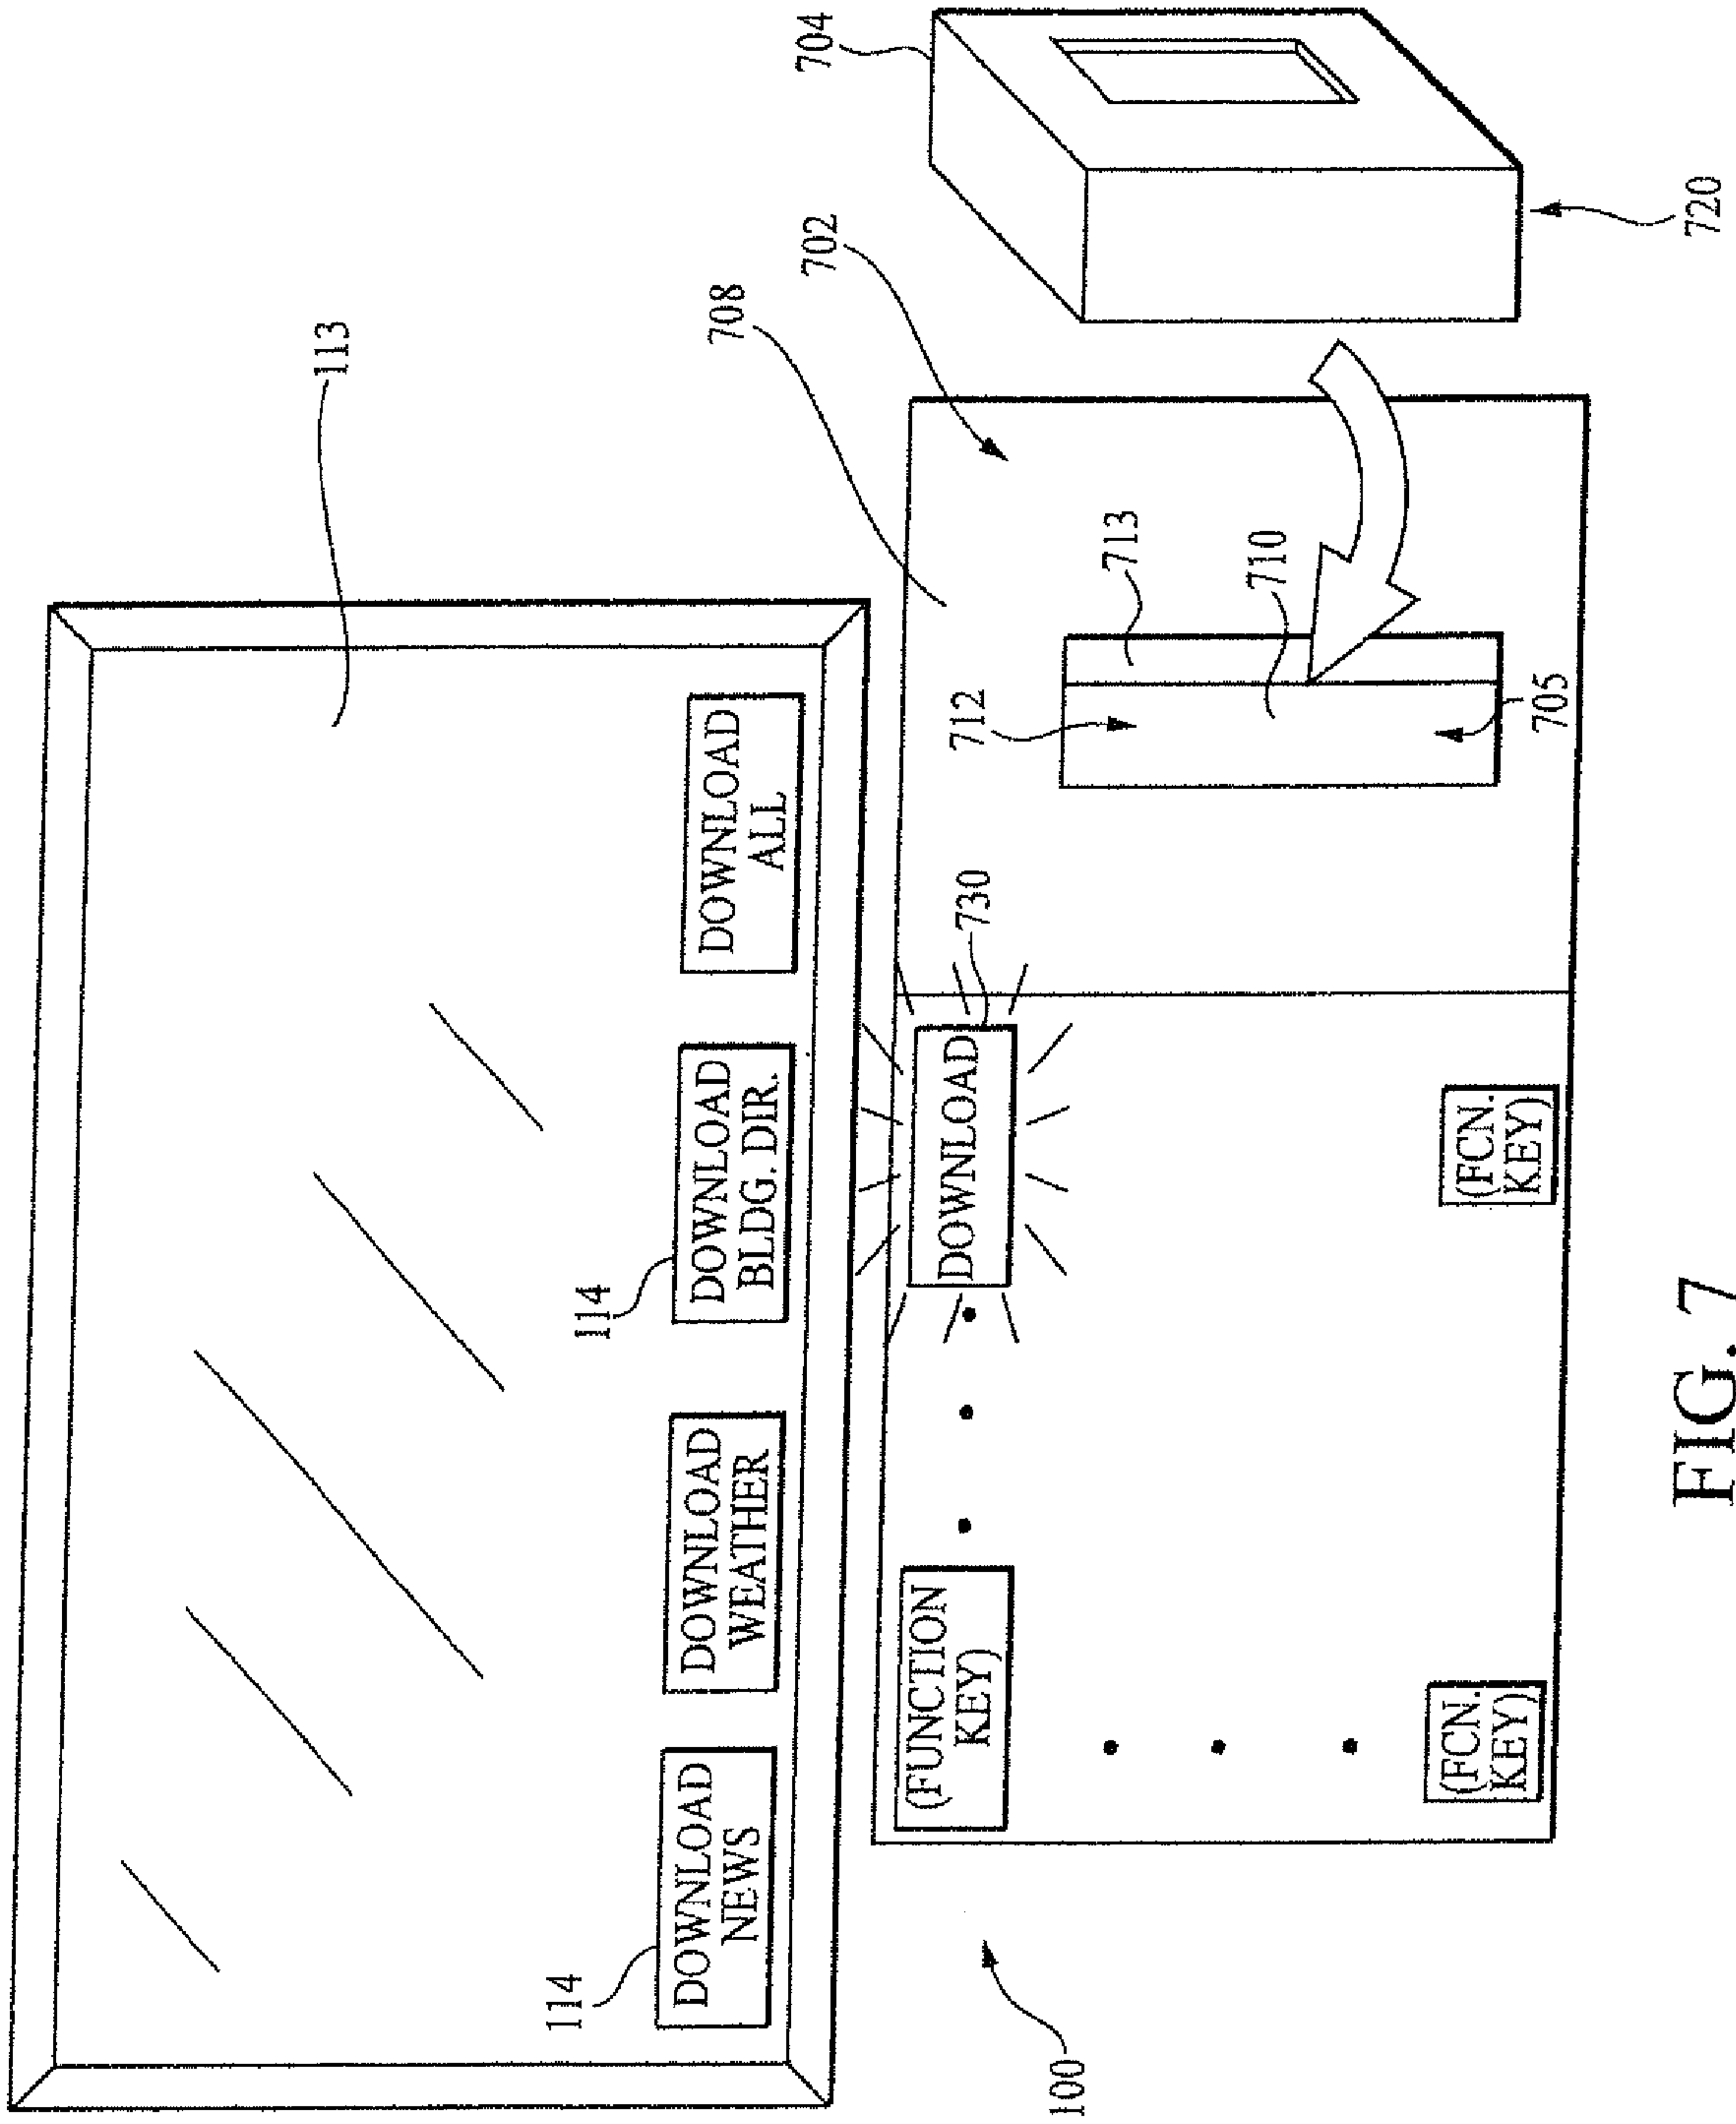 113
114
114
DOWNLOAD
NEWS
DOWNLOAD
WEATHER
DOWNLOAD
BLDG. DIR.
DOWNLOAD
ALL
100
(FUNCTION
KEY)
DOWNLOAD
730
708
702
704
712
713
710
705
720
(FCN.
KEY)
(FCN.
KEY)
FIG. 7